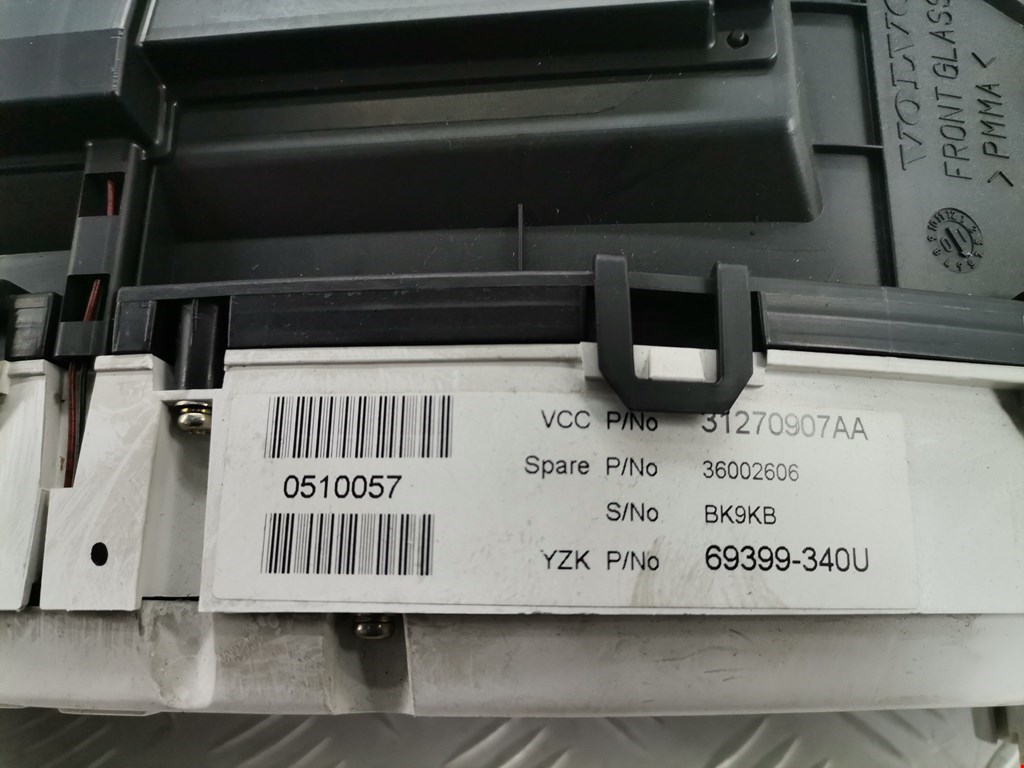 VOLVO
FRONT GLASS
>PMMA<
VCC P/No 31270907AA
Spare P/No 36002606
0510057
S/No BK9KB
YZK P/No 69399-340U